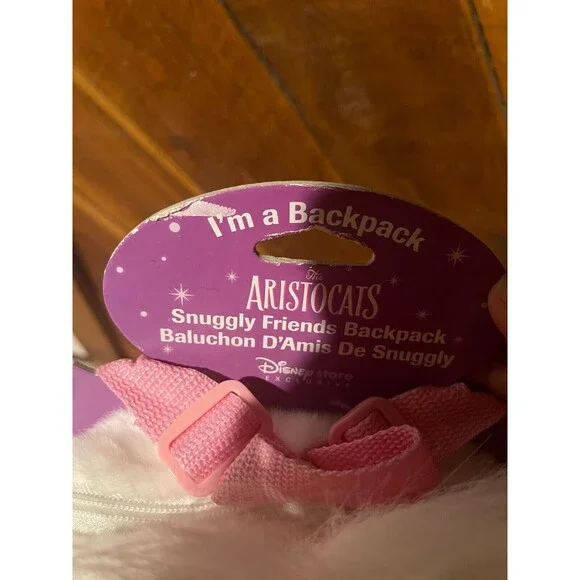 I'm a Backpack
The
ARISTOCATS
Snuggly Friends Backpack
Baluchon D'Amis De Snuggly
Disney store
EXCLUSIVE